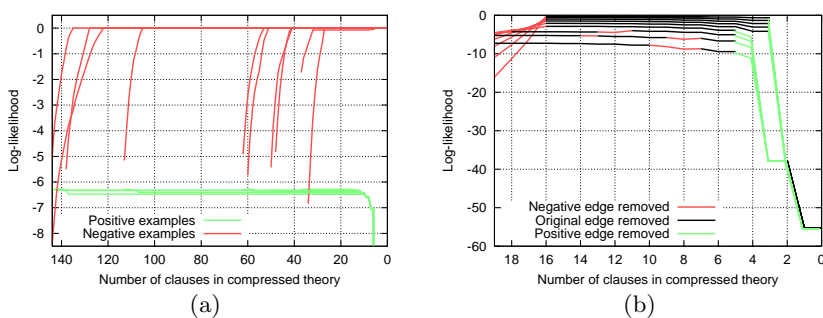 0
-1
-2
-3
-4
-5
-6
-7
-8
Log-likelihood
Positive examples
Negative examples
140 120 100 80 60 40 20 0
Number of clauses in compressed theory
(a)
0
-10
-20
-30
-40
-50
-60
Log-likelihood
Negative edge removed
Original edge removed
Positive edge removed
18 16 14 12 10 8 6 4 2 0
Number of clauses in compressed theory
(b)